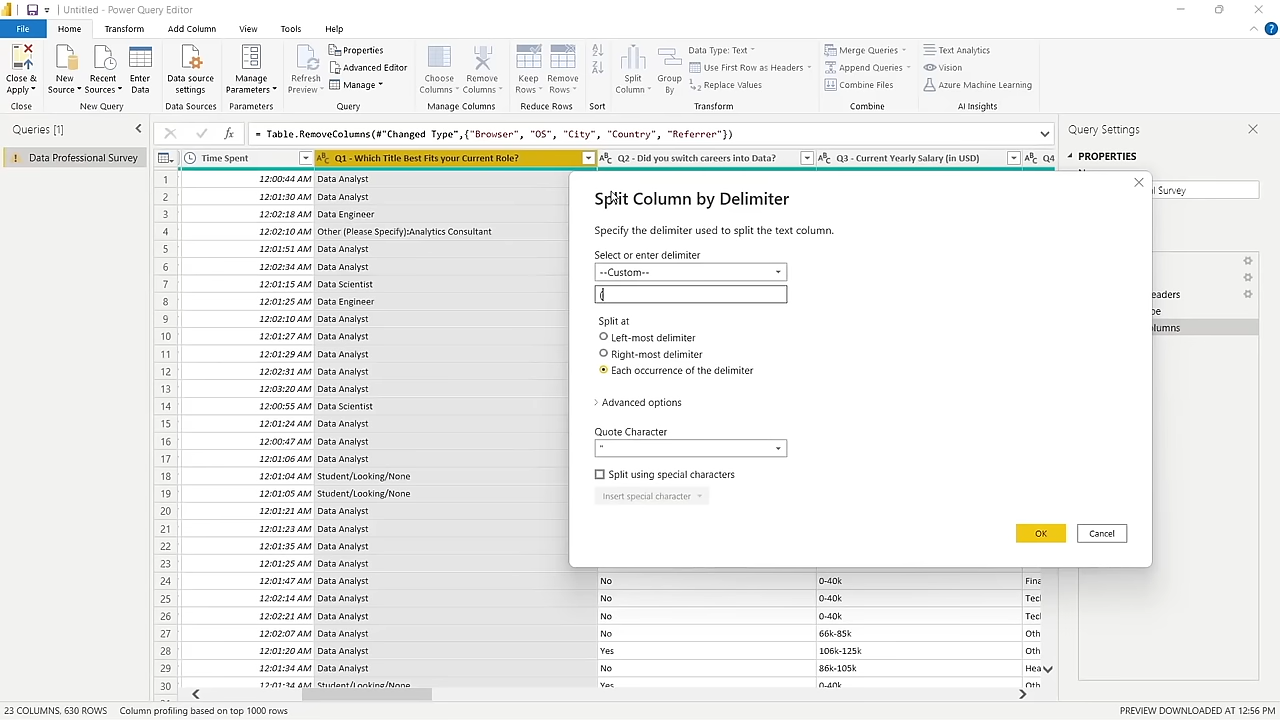 Untitled - Power Query Editor
File Home Transform Add Column View Tools Help
Close & Apply
New Source
Recent Sources
Enter Data
Data source settings
Manage Parameters
Refresh Preview
Properties
Advanced Editor
Manage
Choose Columns
Remove Columns
Keep Rows
Remove Rows
Split Column
Group By
Data Type: Text
Use First Row as Headers
Replace Values
Merge Queries
Append Queries
Combine Files
Text Analytics
Vision
Azure Machine Learning
Close New Query Data Sources Parameters Query Manage Columns Reduce Rows Sort Transform Combine AI Insights
Queries [1]
Data Professional Survey
fx = Table.RemoveColumns(#"Changed Type",{"Browser", "OS", "City", "Country", "Referrer"})
Query Settings
PROPERTIES
al Survey
eaders
pe
olumns
Time Spent Q1 - Which Title Best Fits your Current Role? Q2 - Did you switch careers into Data? Q3 - Current Yearly Salary (in USD) Q4
1 12:00:44 AM Data Analyst
2 12:01:30 AM Data Analyst
3 12:02:18 AM Data Engineer
4 12:02:10 AM Other (Please Specify):Analytics Consultant
5 12:01:51 AM Data Analyst
6 12:02:34 AM Data Analyst
7 12:01:15 AM Data Scientist
8 12:01:25 AM Data Engineer
9 12:02:10 AM Data Analyst
10 12:01:27 AM Data Analyst
11 12:01:29 AM Data Analyst
12 12:02:31 AM Data Analyst
13 12:03:20 AM Data Analyst
14 12:00:55 AM Data Scientist
15 12:01:24 AM Data Analyst
16 12:00:47 AM Data Analyst
17 12:01:06 AM Data Analyst
18 12:01:04 AM Student/Looking/None
19 12:01:05 AM Student/Looking/None
20 12:01:21 AM Data Analyst
21 12:01:23 AM Data Analyst
22 12:01:35 AM Data Analyst
23 12:01:25 AM Data Analyst
24 12:01:47 AM Data Analyst No 0-40k Fina
25 12:02:14 AM Data Analyst No 0-40k Tec
26 12:02:21 AM Data Analyst No 0-40k Tec
27 12:02:07 AM Data Analyst No 66k-85k Oth
28 12:01:20 AM Data Analyst Yes 106k-125k Oth
29 12:01:34 AM Data Analyst No 86k-105k Hea
30 12:01:34 AM Student/Looking/None Yes 0-40k Oth
Split Column by Delimiter
Specify the delimiter used to split the text column.
Select or enter delimiter
--Custom--
(
Split at
Left-most delimiter
Right-most delimiter
Each occurrence of the delimiter
Advanced options
Quote Character
"
Split using special characters
Insert special character
OK Cancel
23 COLUMNS, 630 ROWS Column profiling based on top 1000 rows
PREVIEW DOWNLOADED AT 12:56 PM